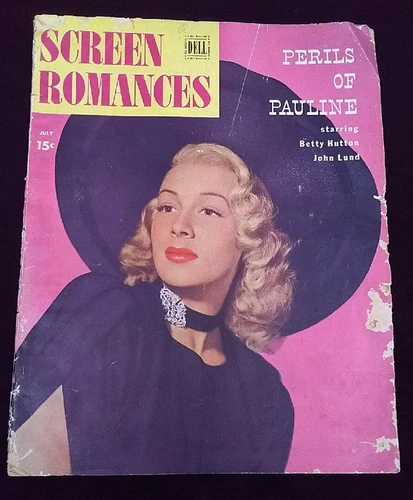 SCREEN
ROMANCES
DELL
JULY
15¢
PERILS
OF
PAULINE
starring
Betty Hutton
John Lund